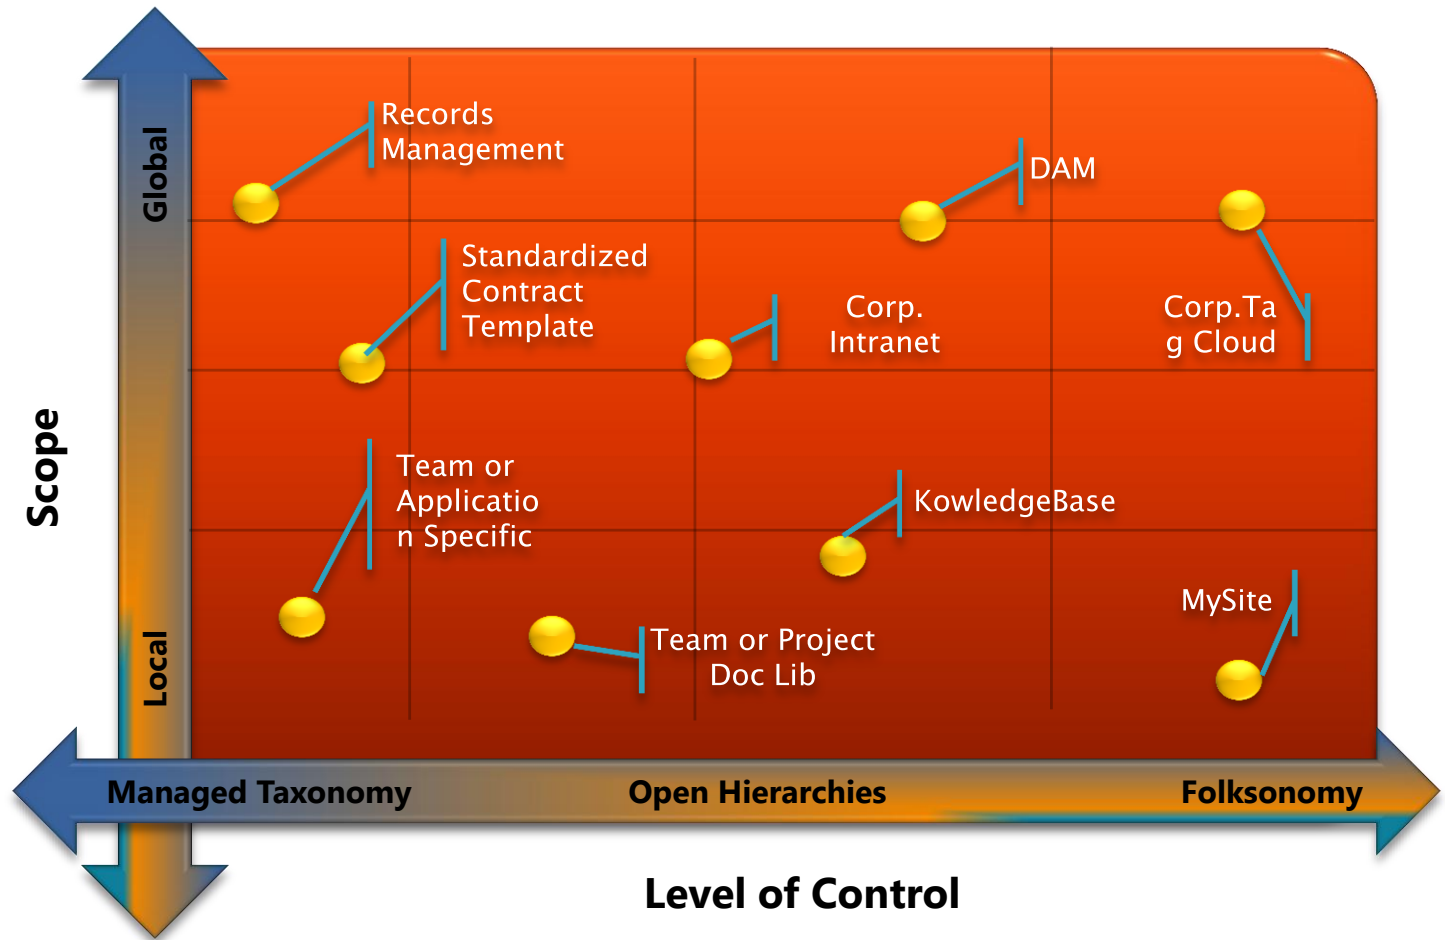 Global
Local
Scope
Records
Management
DAM
Standardized
Contract
Template
Corp.
Intranet
Corp.Ta
g Cloud
Team or
Applicatio
n Specific
KowledgeBase
MySite
Team or Project
Doc Lib
Managed Taxonomy
Open Hierarchies
Folksonomy
Level of Control